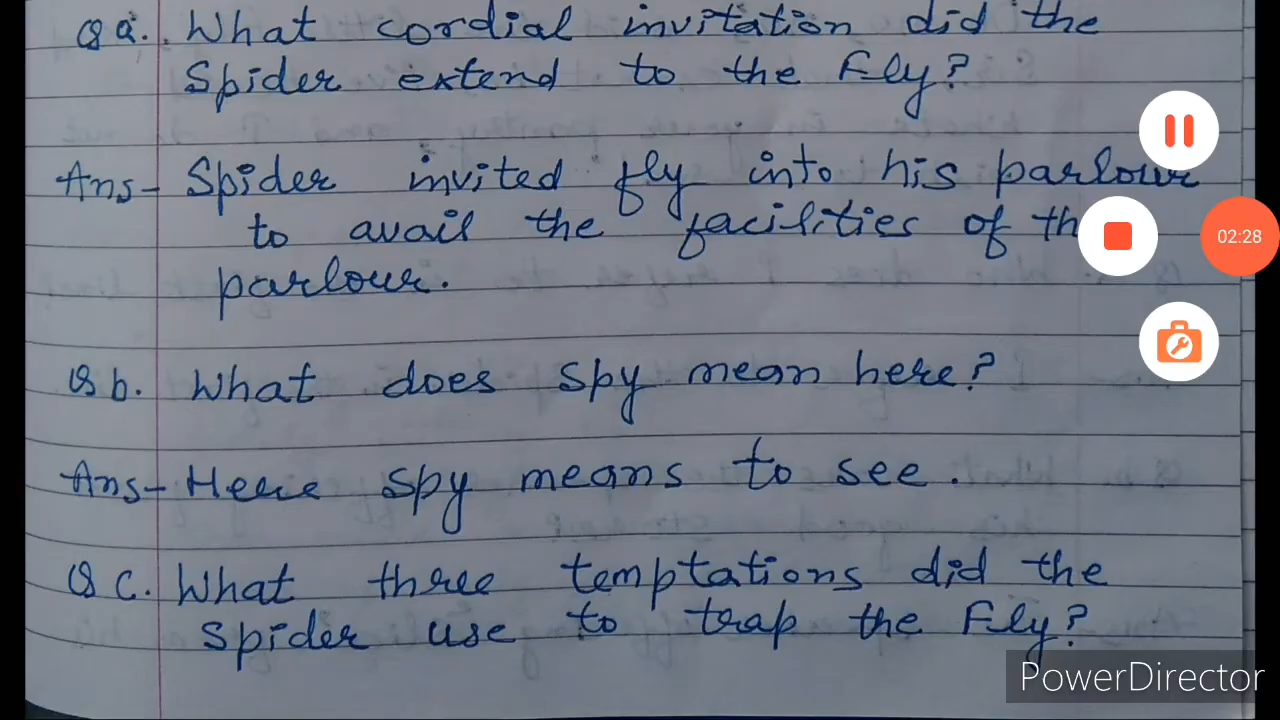 Q a. What cordial invitation did the
Spider extend to the Fly?
Ans- Spider invited fly into his parlour
to avail the facilities of th
parlour.
02:28
Q b. What does spy mean here?
Ans- Here spy means to see.
Q C. What three temptations did the
spider use to trap the Fly?
PowerDirector